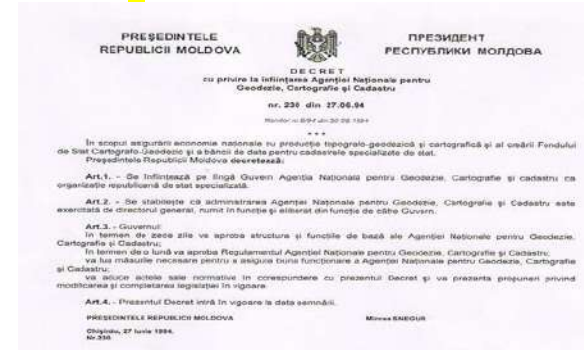 PREŞEDINTELE
REPUBLICII MOLDOVA
ПРЕЗИДЕНТ
РЕСПУБЛИКИ МОЛДОВА
DECRET
cu privire la înfiinţarea Agenţiei Naţionale pentru
Geodezie, Cartografie şi Cadastru
nr. 230 din 27.06.94
Monitor nr. din 30.06.1994
* * *
În scopul asigurării economiei naţionale cu producţie topografo-geodezică şi cartografică şi al creării Fondului
de Stat Cartografo-Geodezic şi a băncii de date pentru cadastrele specializate de stat,
Preşedintele Republicii Moldova decretează:
Art.1. - Se înfiinţează pe lîngă Guvern Agenţia Naţională pentru Geodezie, Cartografie şi cadastru ca
organizaţie republicană de stat specializată.
Art.2. - Se stabileşte că administrarea Agenţiei Naţionale pentru Geodezie, Cartografie şi Cadastru este
exercitată de directorul general, numit în funcţie şi eliberat din funcţie de către Guvern.
Art.3. - Guvernul:
în termen de zece zile va aproba structura şi funcţiile de bază ale Agenţiei Naţionale pentru Geodezie,
Cartografie şi Cadastru;
în termen de o lună va aproba Regulamentul Agenţiei Naţionale pentru Geodezie, Cartografie şi Cadastru;
va lua măsurile necesare pentru a asigura buna funcţionare a Agenţiei Naţionale pentru Geodezie, Cartografie
şi Cadastru;
va aduce actele sale normative în corespundere cu prezentul Decret şi va prezenta propuneri privind
modificarea şi completarea legislaţiei în vigoare.
Art.4. - Prezentul Decret intră în vigoare la data semnării.
PREŞEDINTELE REPUBLICII MOLDOVA Mircea SNEGUR
Chişinău, 27 iunie 1994.
Nr.230.